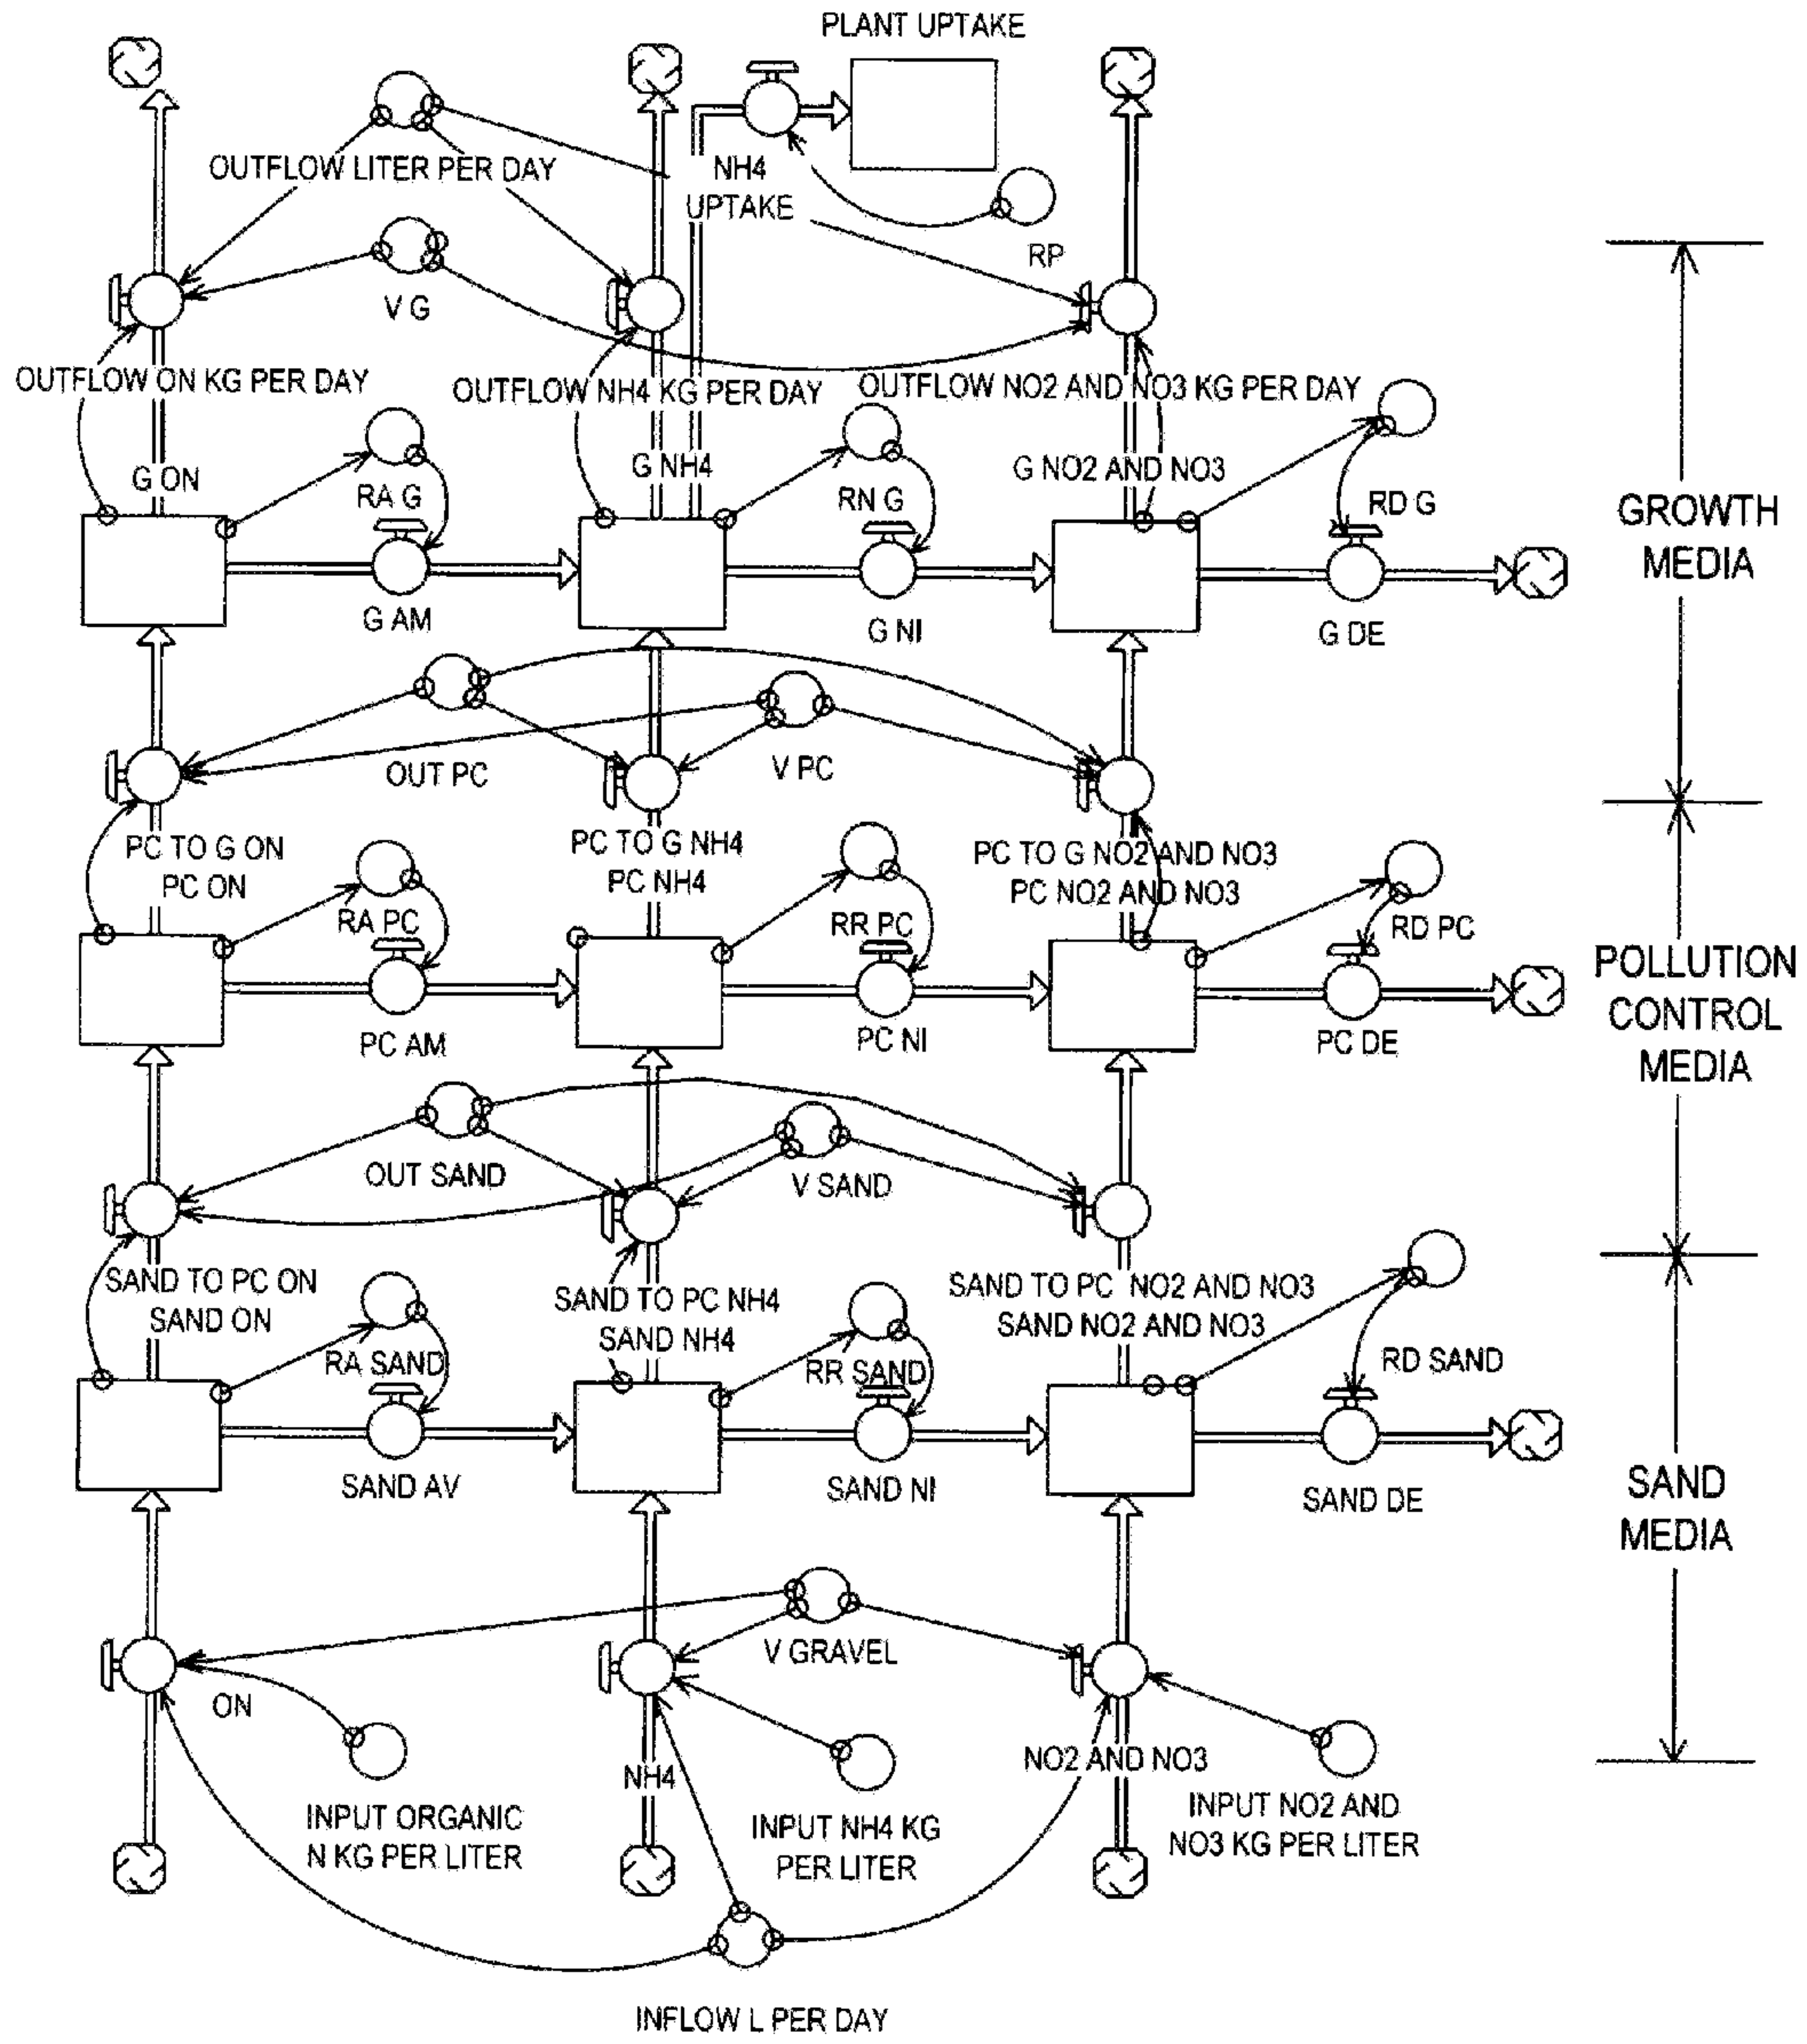 PLANT UPTAKE
OUTFLOW LITER PER DAY
NH4
UPTAKE
RP
V G
OUTFLOW ON KG PER DAY
OUTFLOW NH4 KG PER DAY
OUTFLOW NO2 AND NO3 KG PER DAY
G ON
RA G
G NH4
RN G
G NO2 AND NO3
RD G
GROWTH
MEDIA
G AM
G NI
G DE
OUT PC
V PC
PC TO G ON
PC ON
PC TO G NH4
PC NH4
PC TO G NO2 AND NO3
PC NO2 AND NO3
RA PC
RR PC
RD PC
POLLUTION
CONTROL
MEDIA
PC AM
PC NI
PC DE
OUT SAND
V SAND
SAND TO PC ON
SAND ON
SAND TO PC NH4
SAND NH4
SAND TO PC NO2 AND NO3
SAND NO2 AND NO3
RA SAND
RR SAND
RD SAND
SAND AV
SAND NI
SAND DE
SAND
MEDIA
V GRAVEL
ON
NH4
NO2 AND NO3
INPUT ORGANIC
N KG PER LITER
INPUT NH4 KG
PER LITER
INPUT NO2 AND
NO3 KG PER LITER
INFLOW L PER DAY